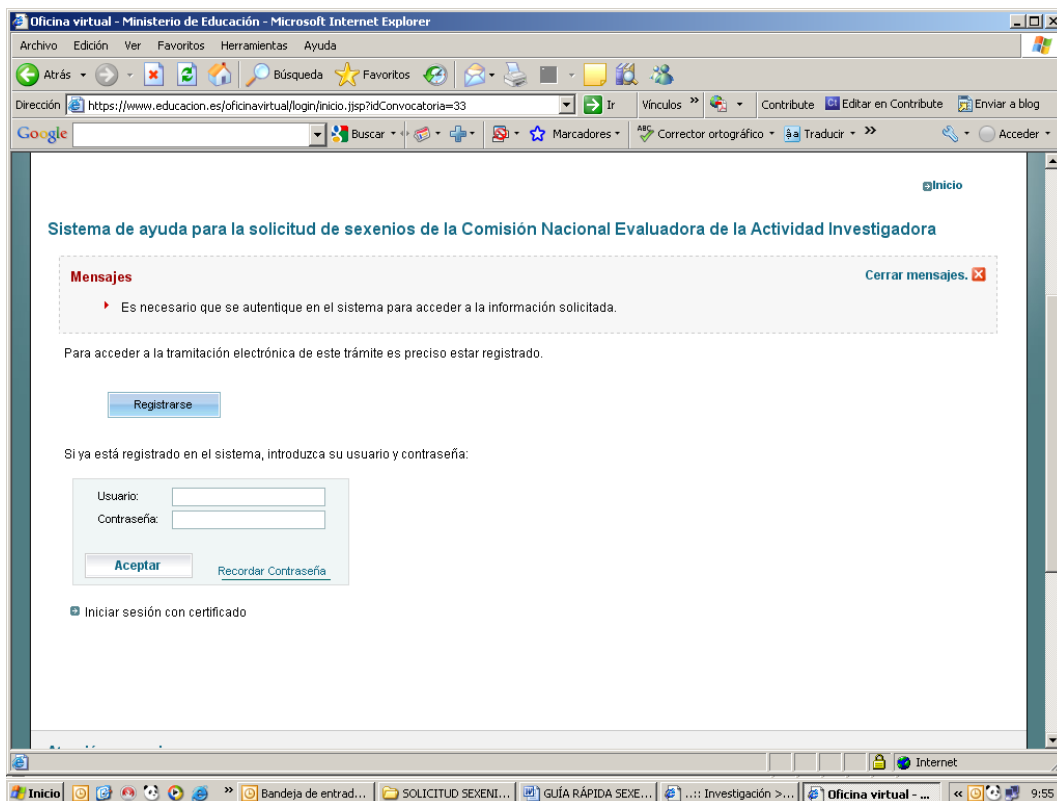 Oficina virtual - Ministerio de Educación - Microsoft Internet Explorer
Archivo Edición Ver Favoritos Herramientas Ayuda
Atrás Búsqueda Favoritos
Dirección https://www.educacion.es/oficinavirtual/login/inicio.jjsp?idConvocatoria=33 Ir Vínculos » Contribute Editar en Contribute Enviar a blog
Google Buscar Marcadores Corrector ortográfico Traducir » Acceder
Inicio
Sistema de ayuda para la solicitud de sexenios de la Comisión Nacional Evaluadora de la Actividad Investigadora
Mensajes Cerrar mensajes.
Es necesario que se autentique en el sistema para acceder a la información solicitada.
Para acceder a la tramitación electrónica de este trámite es preciso estar registrado.
Registrarse
Si ya está registrado en el sistema, introduzca su usuario y contraseña:
Usuario:
Contraseña:
Aceptar Recordar Contraseña
Iniciar sesión con certificado
Internet
Inicio » Bandeja de entrad... SOLICITUD SEXENI... GUÍA RÁPIDA SEXE... ..:: Investigación >... Oficina virtual - ... « 9:55